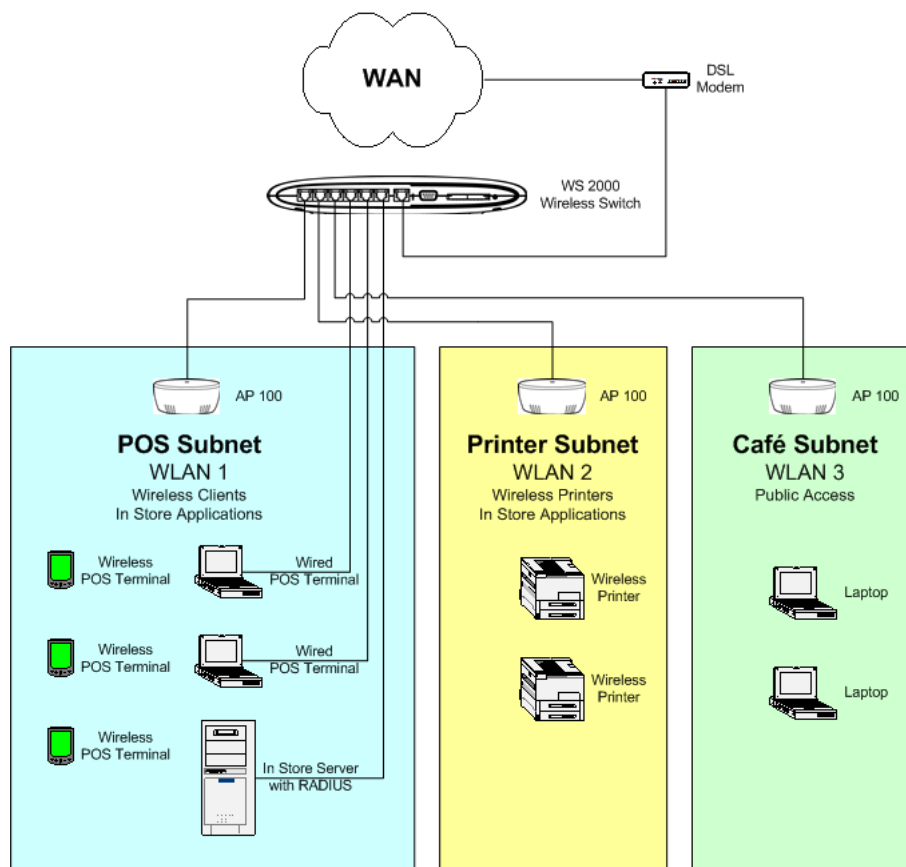 WAN
DSL
Modem
WS 2000
Wireless Switch
AP 100
POS Subnet
WLAN 1
Wireless Clients
In Store Applications
Wireless
POS Terminal
Wired
POS Terminal
Wireless
POS Terminal
Wired
POS Terminal
Wireless
POS Terminal
In Store Server
with RADIUS
AP 100
Printer Subnet
WLAN 2
Wireless Printers
In Store Applications
Wireless
Printer
Wireless
Printer
AP 100
Café Subnet
WLAN 3
Public Access
Laptop
Laptop